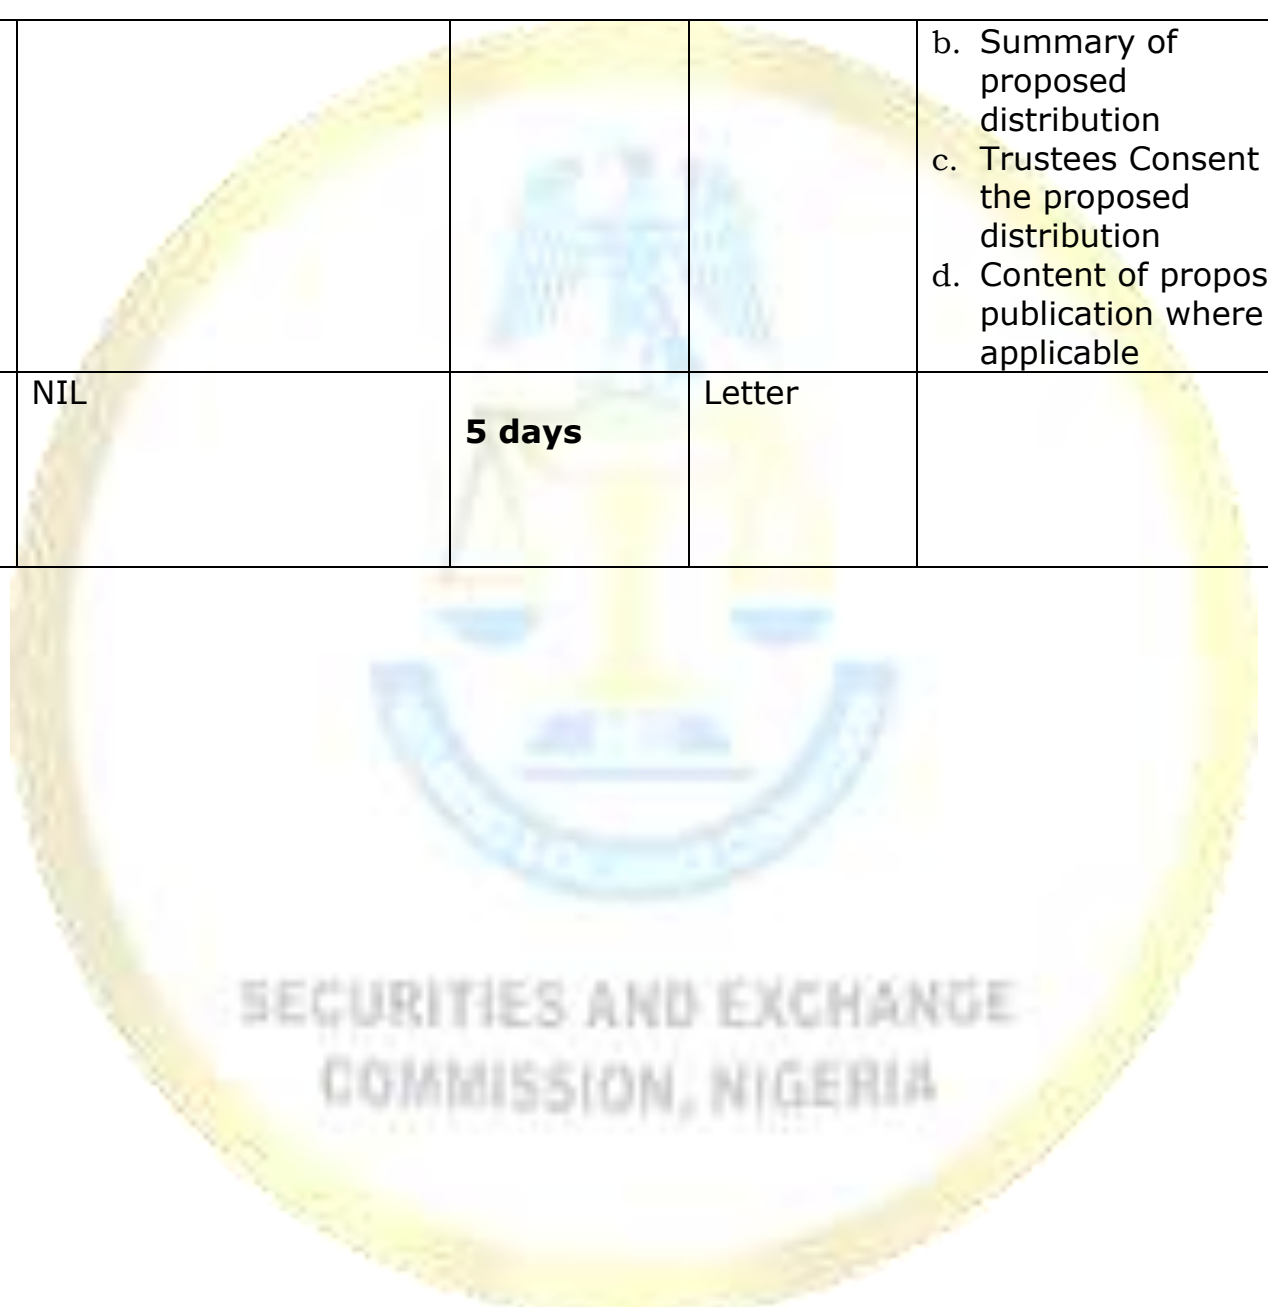 b. Summary of
proposed
distribution
c. Trustees Consent
the proposed
distribution
d. Content of propos
publication where
applicable
NIL
5 days
Letter
SECURITIES AND EXCHANGE
COMMISSION, NIGERIA